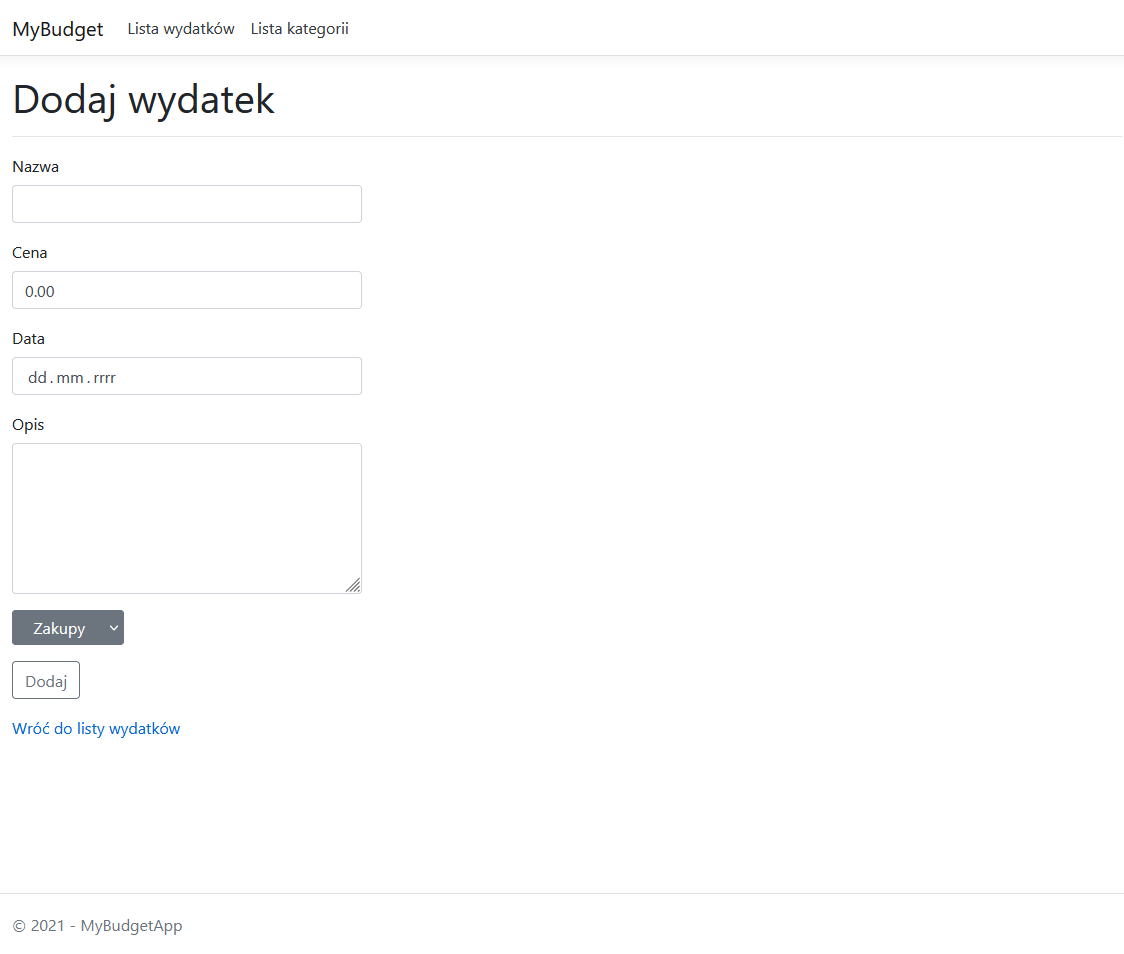 MyBudget Lista wydatków Lista kategorii
Dodaj wydatek
Nazwa
Cena
0.00
Data
dd.mm.rrrr
Opis
Zakupy
Dodaj
Wróć do listy wydatków
© 2021 - MyBudgetApp